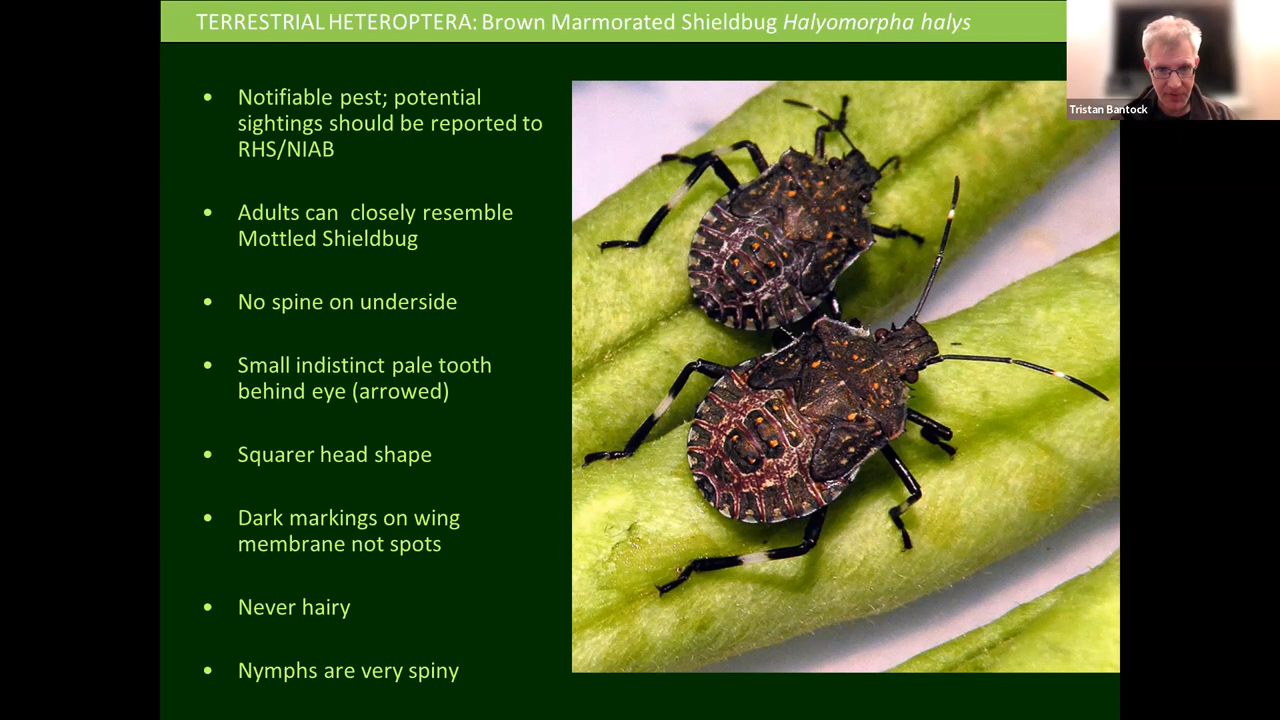 TERRESTRIAL HETEROPTERA: Brown Marmorated Shieldbug Halyomorpha halys
Tristan Bantock
• Notifiable pest; potential
sightings should be reported to
RHS/NIAB
• Adults can closely resemble
Mottled Shieldbug
• No spine on underside
• Small indistinct pale tooth
behind eye (arrowed)
• Squarer head shape
• Dark markings on wing
membrane not spots
• Never hairy
• Nymphs are very spiny